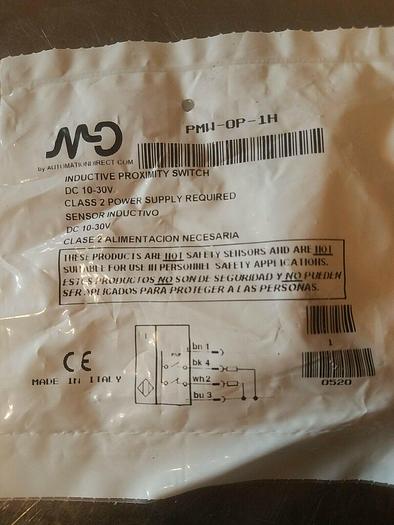 PMW-0P-1H
MD
by AUTOMATIONDIRECT.COM
INDUCTIVE PROXIMITY SWITCH
DC 10-30V
CLASS 2 POWER SUPPLY REQUIRED
SENSOR INDUCTIVO
DC 10-30V
CLASE 2 ALIMENTACION NECESARIA
THESE PRODUCTS ARE NOT SAFETY SENSORS AND ARE NOT
SUITABLE FOR USE IN PERSONNEL SAFETY APPLICATIONS.
ESTOS PRODUCTOS NO SON DE SEGURIDAD Y NO PUEDEN
SER APLICADOS PARA PROTEGER A LAS PERSONAS.
1
CE
MADE IN ITALY
0520
PNP
bn 1
bk 4
wh 2
bu 3